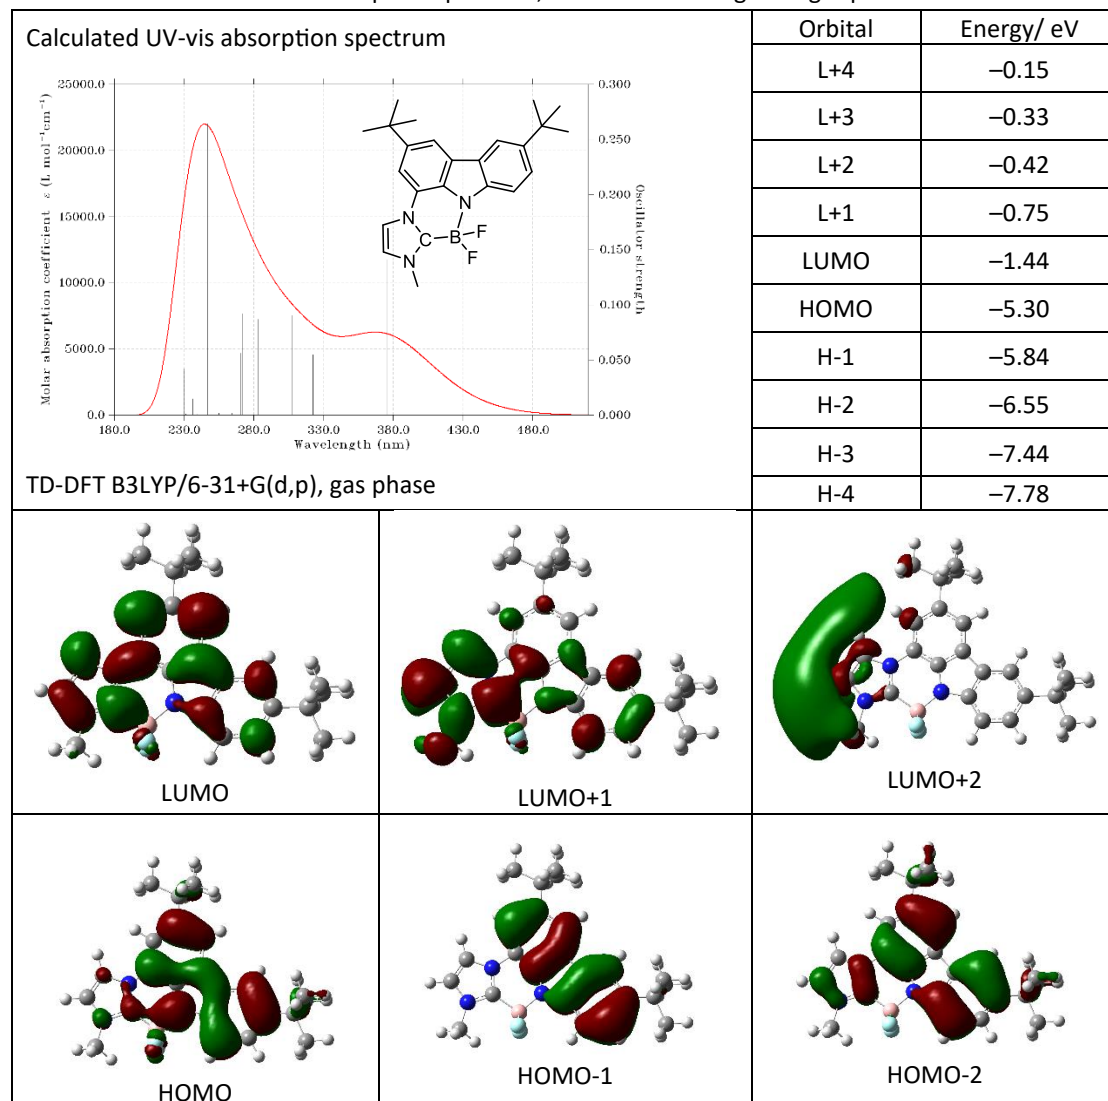 Calculated UV-vis absorption spectrum
25000.0
20000.0
15000.0
10000.0
5000.0
0.0
Molar absorption coefficient ε (L mol⁻¹cm⁻¹)
0.300
0.250
0.200
0.150
0.100
0.050
0.000
Oscillator strength
180.0 230.0 280.0 330.0 380.0 430.0 480.0
Wavelength (nm)
N N
C B F
N F
TD-DFT B3LYP/6-31+G(d,p), gas phase
Orbital Energy/ eV
L+4 –0.15
L+3 –0.33
L+2 –0.42
L+1 –0.75
LUMO –1.44
HOMO –5.30
H-1 –5.84
H-2 –6.55
H-3 –7.44
H-4 –7.78
LUMO LUMO+1 LUMO+2
HOMO HOMO-1 HOMO-2